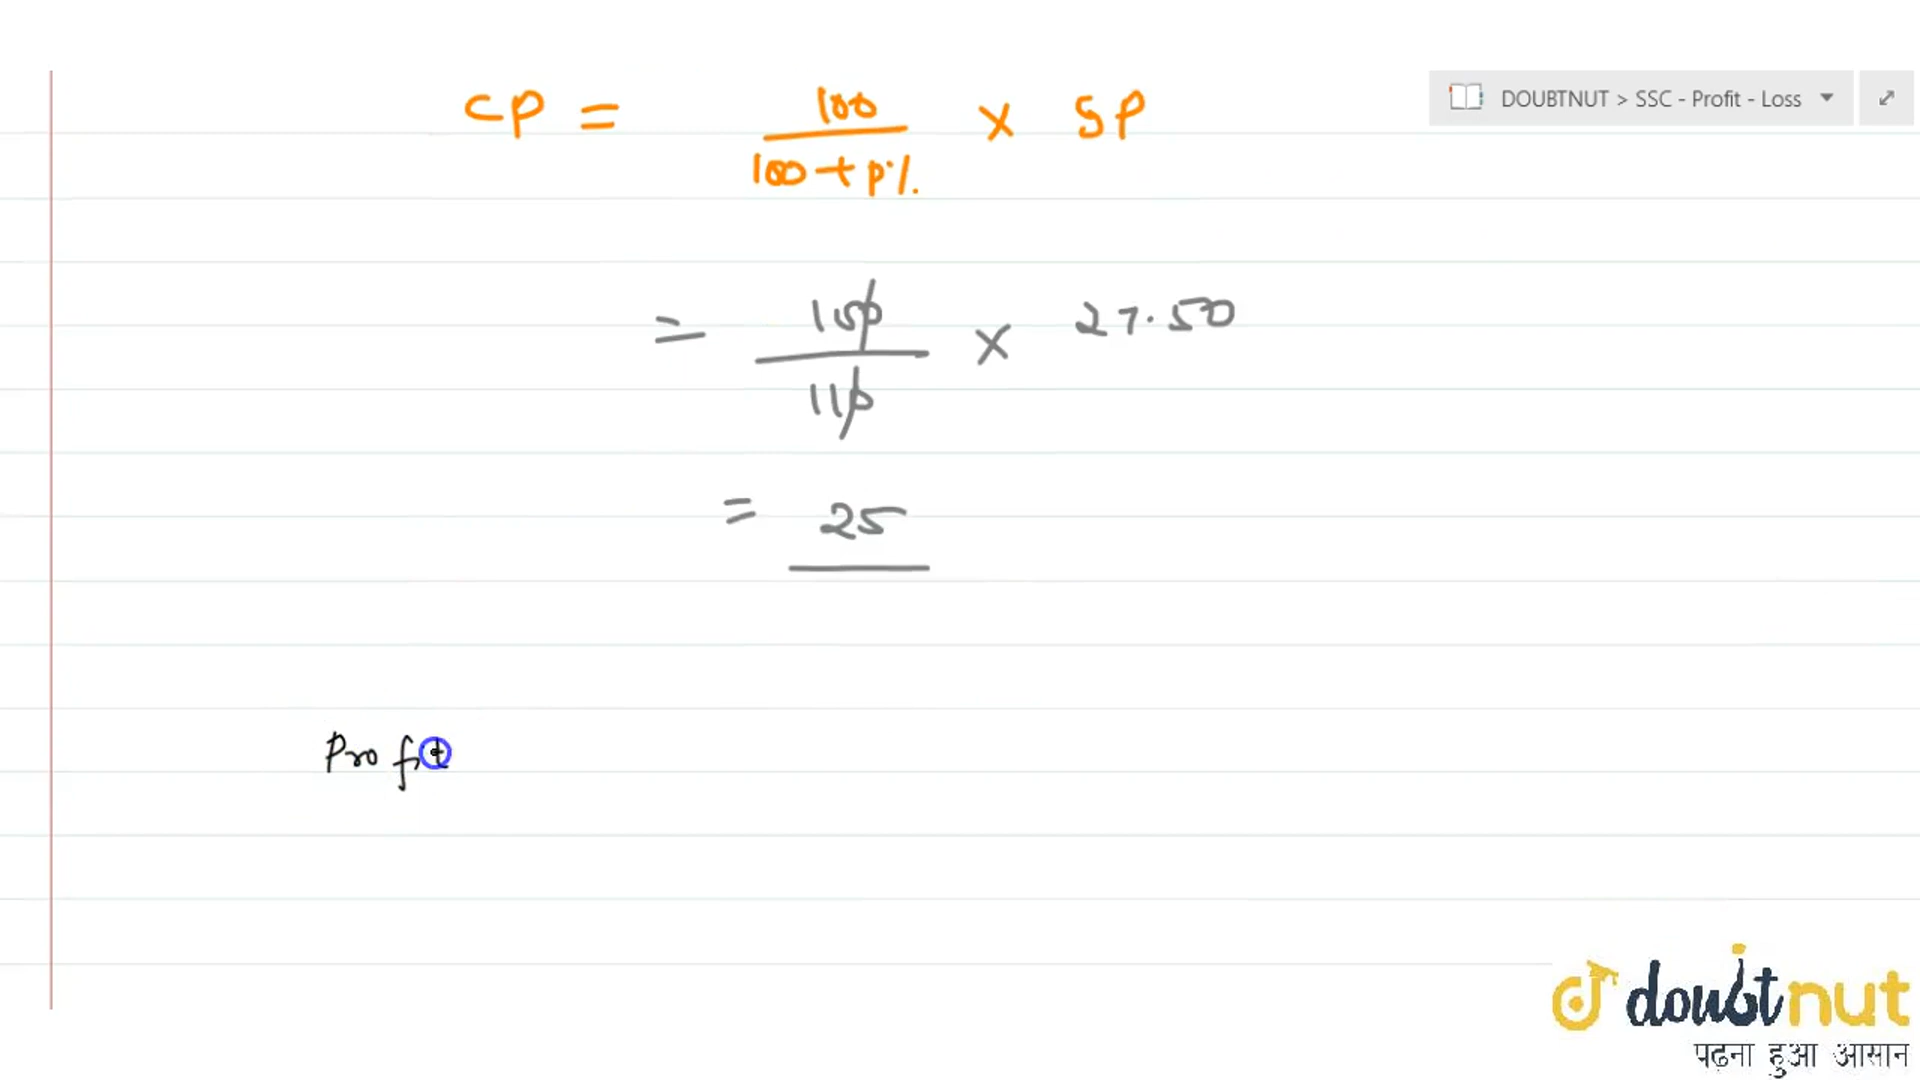 CP = 100 / 100 + P% × SP
DOUBTNUT > SSC - Profit - Loss
= 100 / 110 × 27.50
= 25
Profit
doubtnut
पढ़ना हुआ आसान